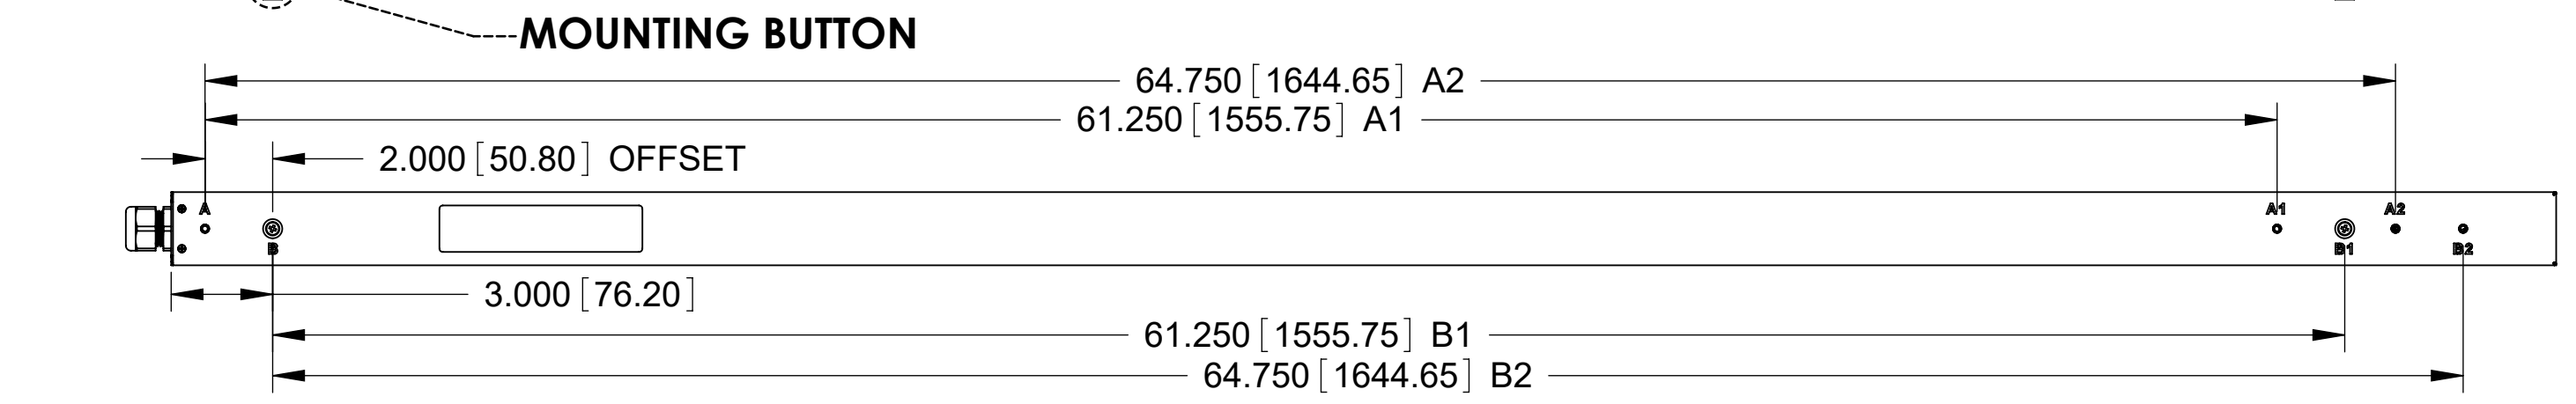 MOUNTING BUTTON
64.750 [1644.65] A2
61.250 [1555.75] A1
2.000 [50.80] OFFSET
A A1 A2
B B1 B2
3.000 [76.20]
61.250 [1555.75] B1
64.750 [1644.65] B2